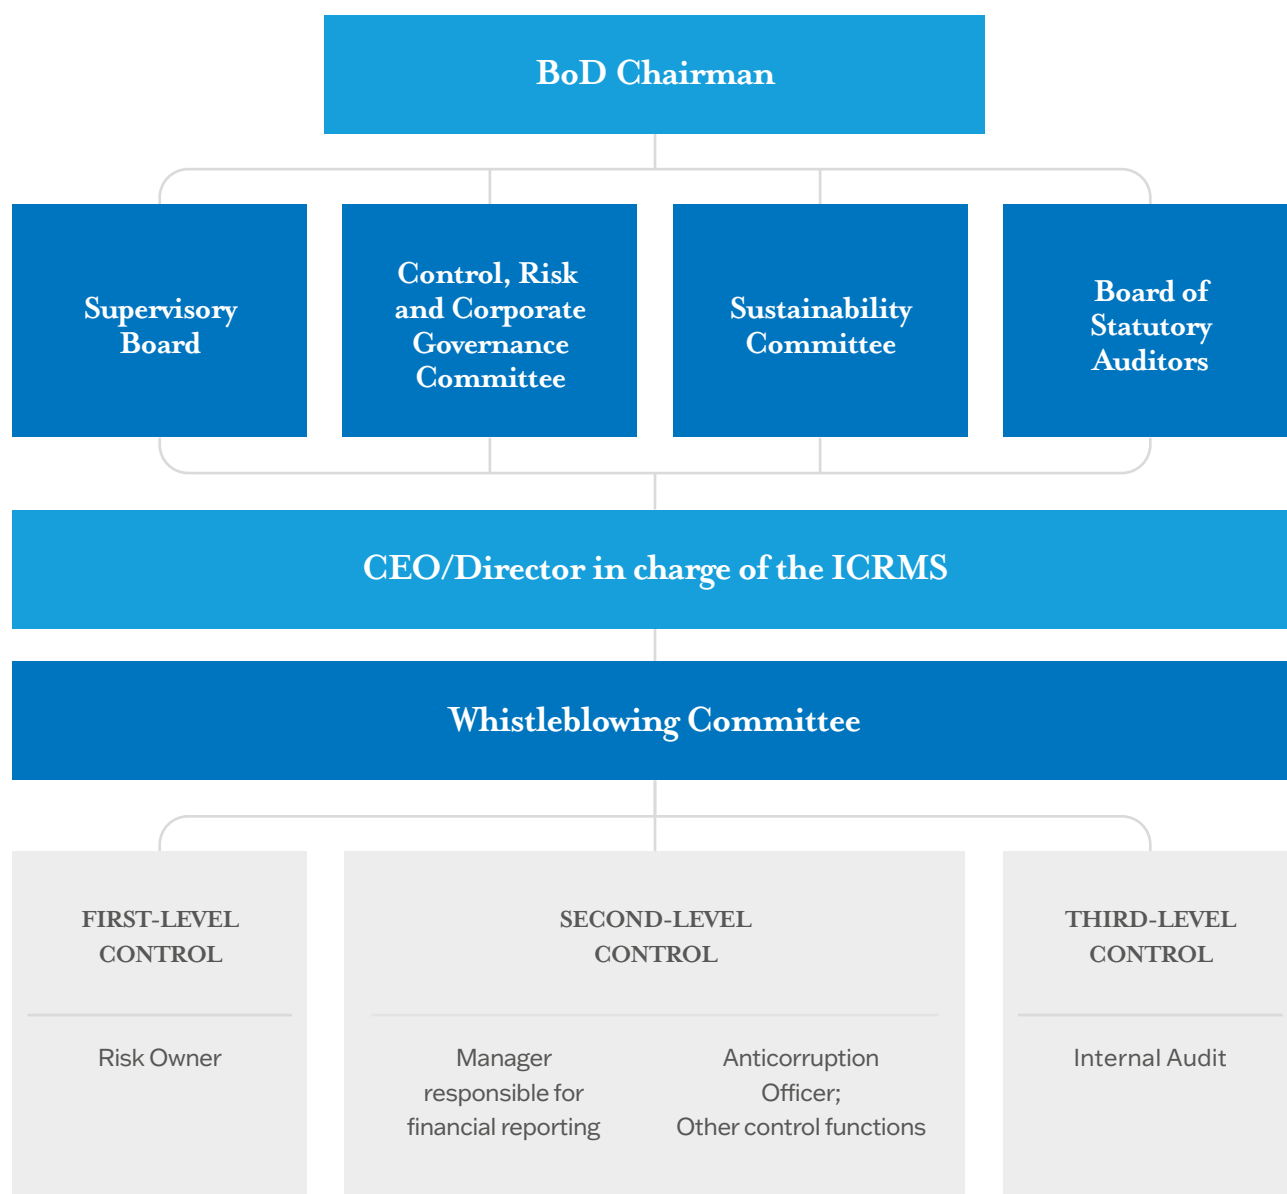 BoD Chairman
Supervisory
Board
Control, Risk
and Corporate
Governance
Committee
Sustainability
Committee
Board of
Statutory
Auditors
CEO/Director in charge of the ICRMS
Whistleblowing Committee
FIRST-LEVEL
CONTROL
Risk Owner
SECOND-LEVEL
CONTROL
Manager
responsible for
financial reporting
Anticorruption
Officer;
Other control functions
THIRD-LEVEL
CONTROL
Internal Audit